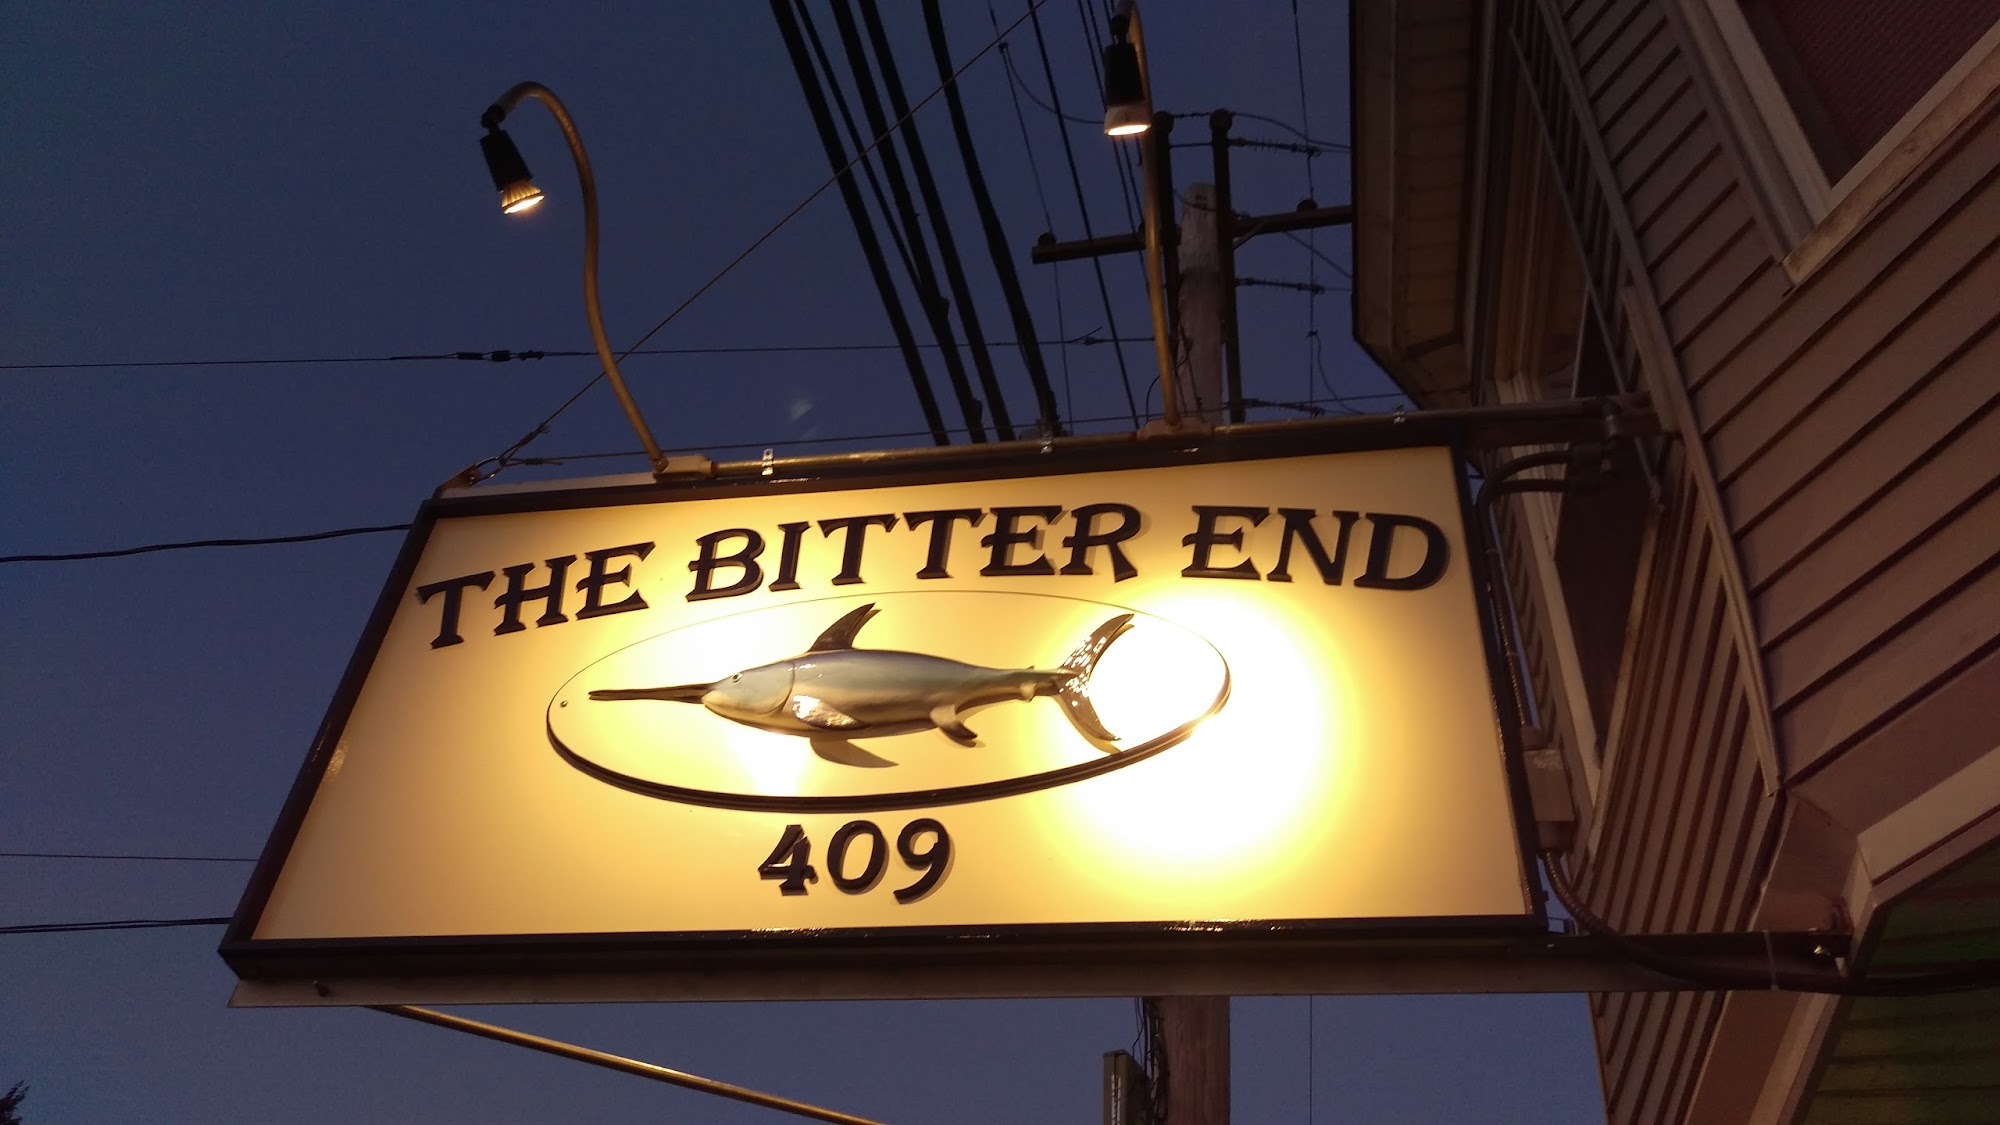 THE BITTER END
409